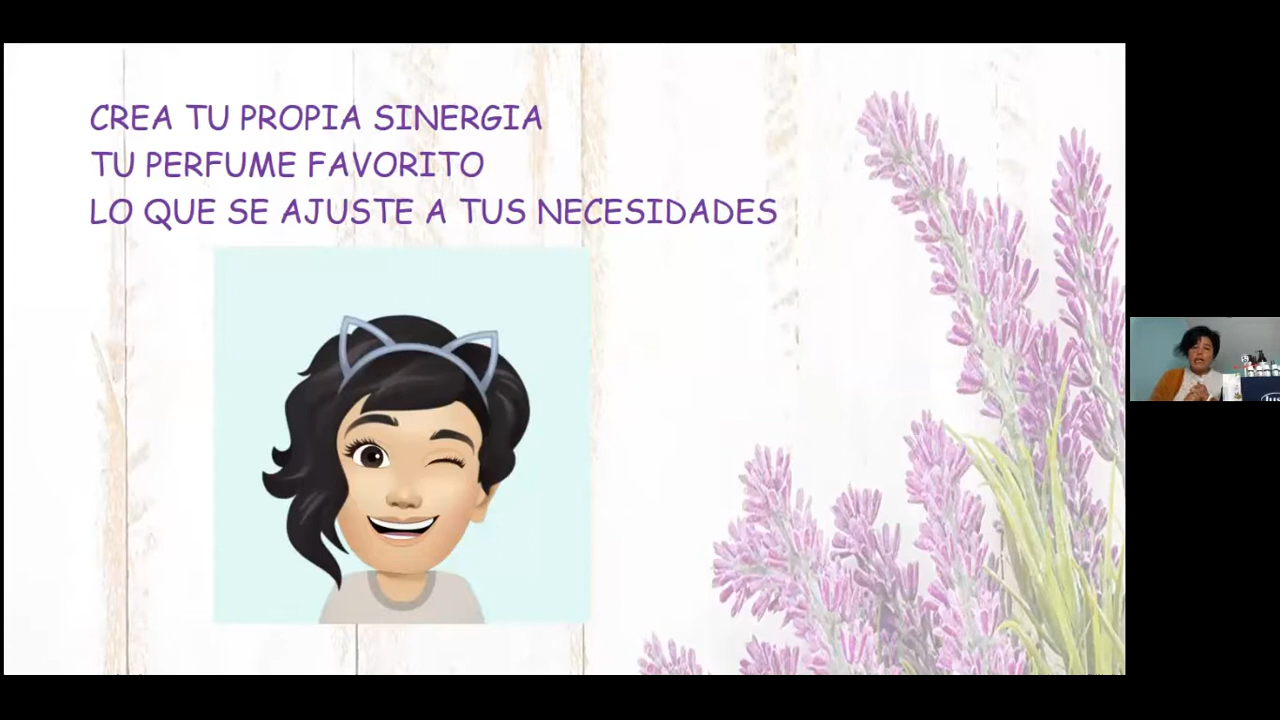 CREA TU PROPIA SINERGIA
TU PERFUME FAVORITO
LO QUE SE AJUSTE A TUS NECESIDADES